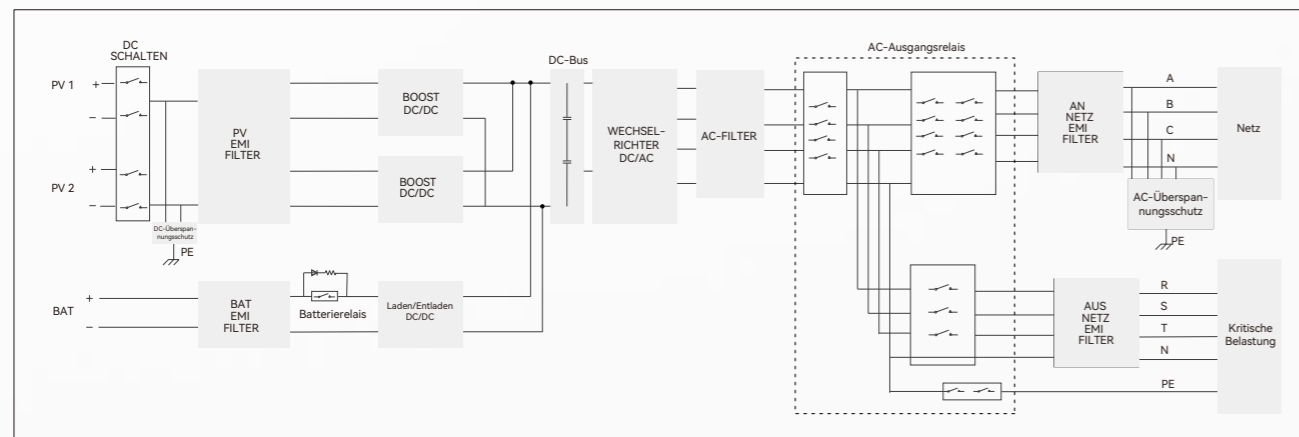 DC
SCHALTEN
PV 1
+
−
PV 2
+
−
DC-Überspan-
nungsschutz
PE
PV
EMI
FILTER
BOOST
DC/DC
BOOST
DC/DC
DC-Bus
WECHSEL-
RICHTER
DC/AC
AC-FILTER
AC-Ausgangsrelais
AN
NETZ
EMI
FILTER
A
B
C
N
Netz
AC-Überspan-
nungsschutz
PE
BAT
+
−
BAT
EMI
FILTER
Batterierelais
Laden/Entladen
DC/DC
AUS
NETZ
EMI
FILTER
R
S
T
N
PE
Kritische
Belastung